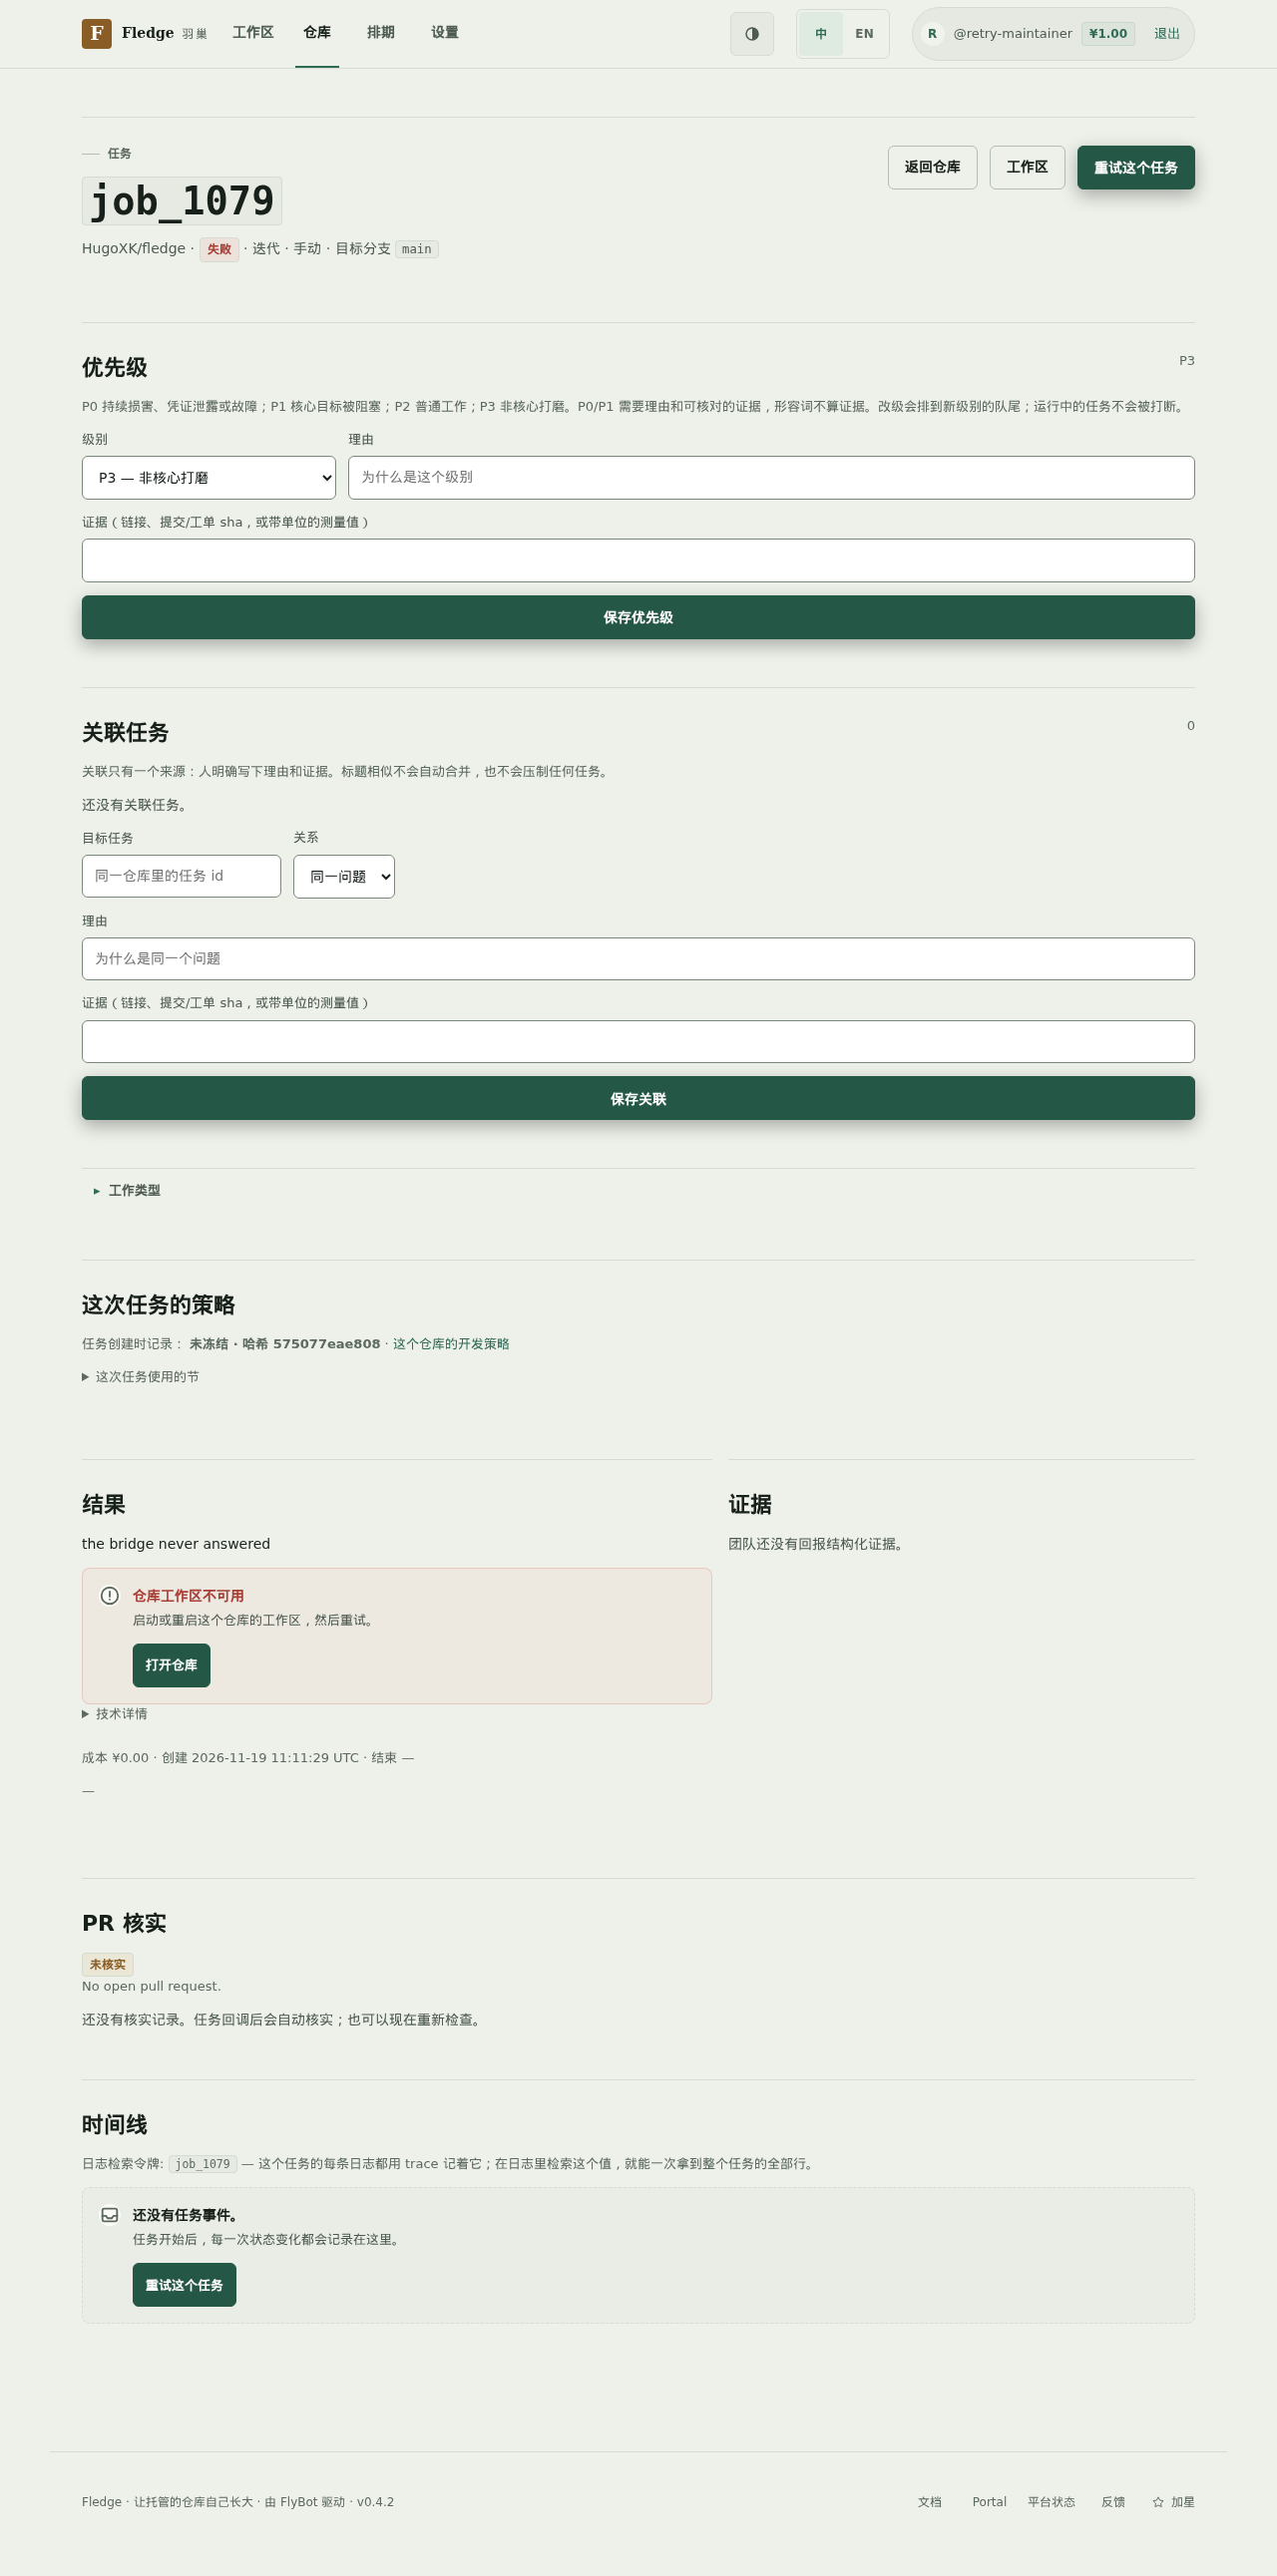 F Fledge 羽巢 工作区 仓库 排期 设置 中 EN R @retry-maintainer ¥1.00 退出
任务
返回仓库 工作区 重试这个任务
job_1079
HugoXK/fledge · 失败 · 迭代 · 手动 · 目标分支 main
优先级 P3
P0 持续损害、凭证泄露或故障；P1 核心目标被阻塞；P2 普通工作；P3 非核心打磨。P0/P1 需要理由和可核对的证据，形容词不算证据。改级会排到新级别的队尾；运行中的任务不会被打断。
级别 理由
P3 — 非核心打磨 为什么是这个级别
证据（链接、提交/工单 sha，或带单位的测量值）
保存优先级
关联任务 0
关联只有一个来源：人明确写下理由和证据。标题相似不会自动合并，也不会压制任何任务。
还没有关联任务。
目标任务 关系
同一仓库里的任务 id 同一问题
理由
为什么是同一个问题
证据（链接、提交/工单 sha，或带单位的测量值）
保存关联
▸ 工作类型
这次任务的策略
任务创建时记录： 未冻结 · 哈希 575077eae808 · 这个仓库的开发策略
▶ 这次任务使用的节
结果
the bridge never answered
仓库工作区不可用
启动或重启这个仓库的工作区，然后重试。
打开仓库
▶ 技术详情
成本 ¥0.00 · 创建 2026-11-19 11:11:29 UTC · 结束 —
—
证据
团队还没有回报结构化证据。
PR 核实
未核实
No open pull request.
还没有核实记录。任务回调后会自动核实；也可以现在重新检查。
时间线
日志检索令牌: job_1079 — 这个任务的每条日志都用 trace 记着它；在日志里检索这个值，就能一次拿到整个任务的全部行。
还没有任务事件。
任务开始后，每一次状态变化都会记录在这里。
重试这个任务
Fledge · 让托管的仓库自己长大 · 由 FlyBot 驱动 · v0.4.2 文档 Portal 平台状态 反馈 ☆ 加星